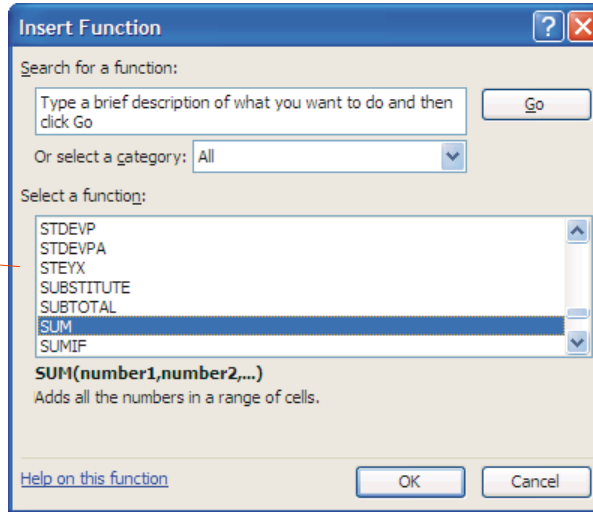 Insert Function
?
Search for a function:
Type a brief description of what you want to do and then
click Go
Go
Or select a category: All
Select a function:
STDEVP
STDEVPA
STEYX
SUBSTITUTE
SUBTOTAL
SUM
SUMIF
SUM(number1,number2,...)
Adds all the numbers in a range of cells.
Help on this function
OK
Cancel